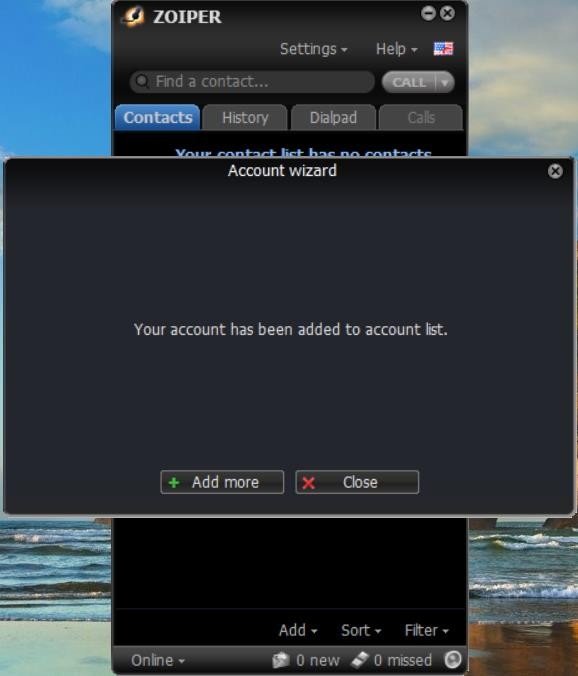 ZOIPER
Settings Help
Find a contact... CALL
Contacts History Dialpad Calls
Your contact list has no contacts
Account wizard
Your account has been added to account list.
Add more Close
Add Sort Filter
Online 0 new 0 missed